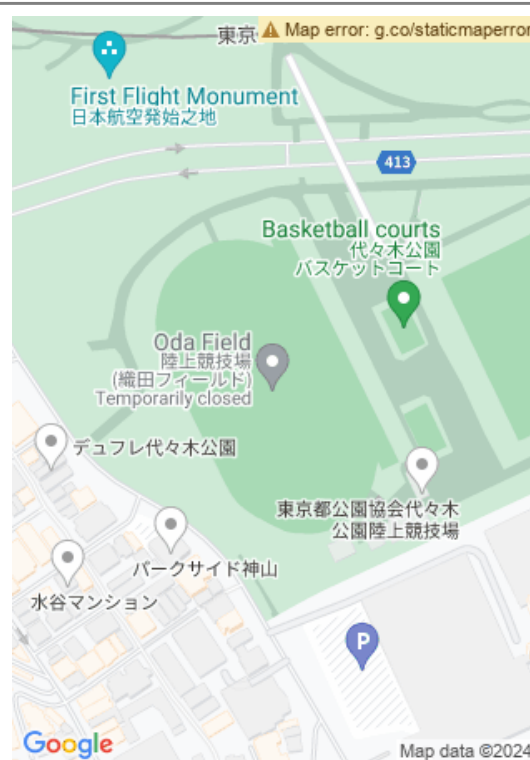 東京
Map error: g.co/staticmaperror
First Flight Monument
日本航空発始之地
413
Basketball courts
代々木公園
バスケットコート
Oda Field
陸上競技場
(織田フィールド)
Temporarily closed
デュフレ代々木公園
東京都公園協会代々木
公園陸上競技場
パークサイド神山
水谷マンション
P
Google
Map data ©2024